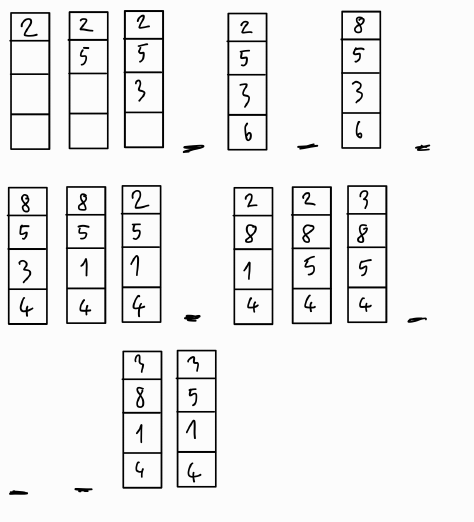 2 2 2 2 8
5 5 5 5
3 3 3
- 6 - 6 -
8 8 2 2 2 3
5 5 5 8 8 8
3 1 1 1 5 5
4 4 4 - 4 4 4 -
3 3
8 5
1 1
- - 4 4